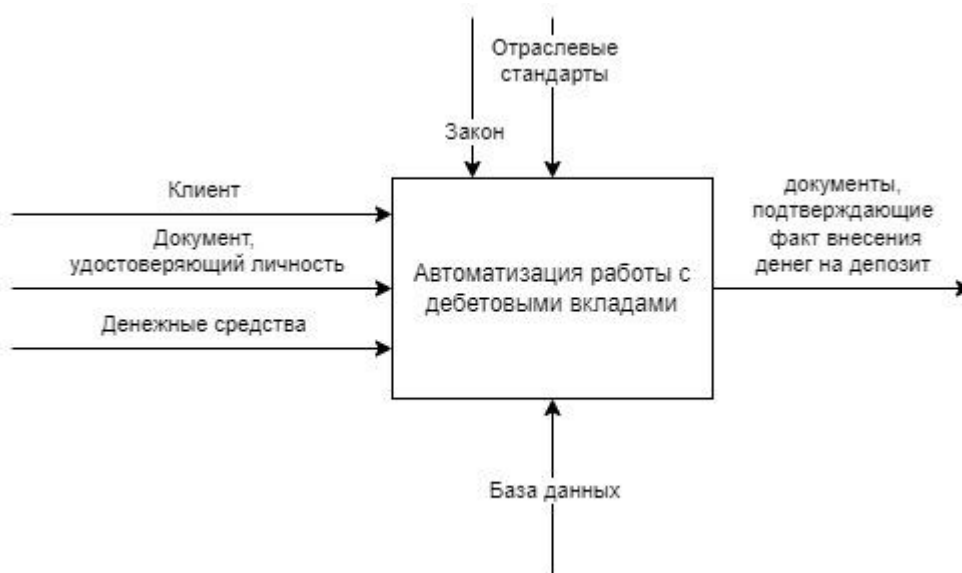 Отраслевые
стандарты
Закон
Клиент
Документ,
удостоверяющий личность
Денежные средства
Автоматизация работы с
дебетовыми вкладами
документы,
подтверждающие
факт внесения
денег на депозит
База данных